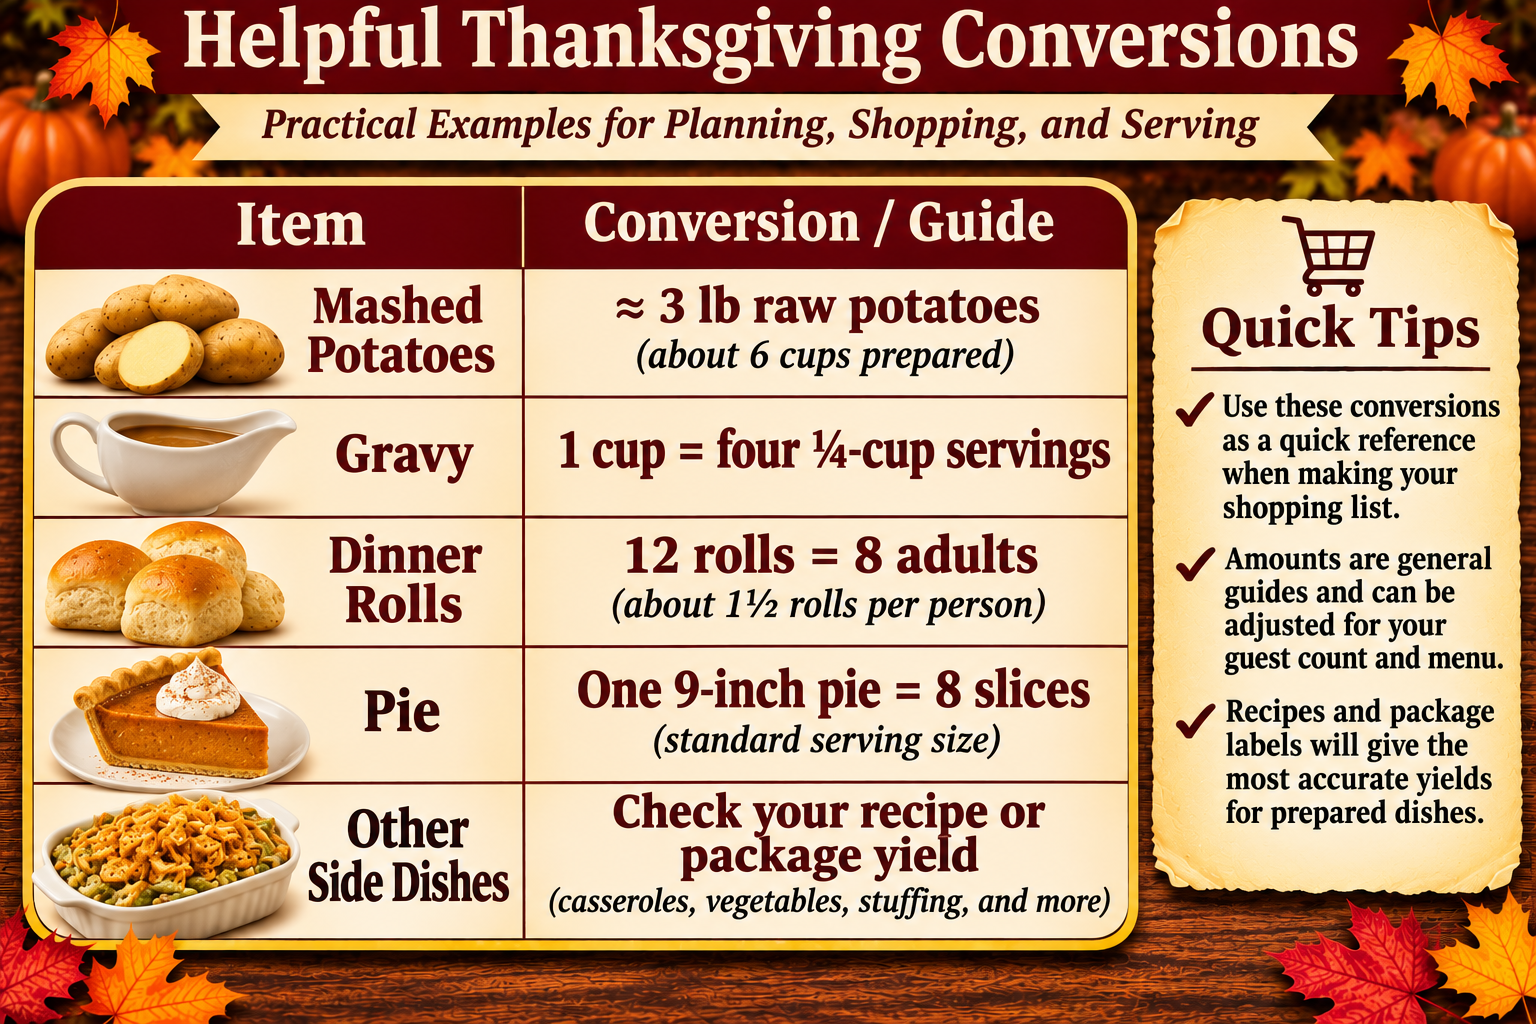 Helpful Thanksgiving Conversions
Practical Examples for Planning, Shopping, and Serving
Item
Conversion / Guide
Mashed
Potatoes
≈ 3 lb raw potatoes
(about 6 cups prepared)
Gravy
1 cup = four ¼-cup servings
Dinner
Rolls
12 rolls = 8 adults
(about 1½ rolls per person)
Pie
One 9-inch pie = 8 slices
(standard serving size)
Other
Side Dishes
Check your recipe or
package yield
(casseroles, vegetables, stuffing, and more)
Quick Tips
✓ Use these conversions
as a quick reference
when making your
shopping list.
✓ Amounts are general
guides and can be
adjusted for your
guest count and menu.
✓ Recipes and package
labels will give the
most accurate yields
for prepared dishes.